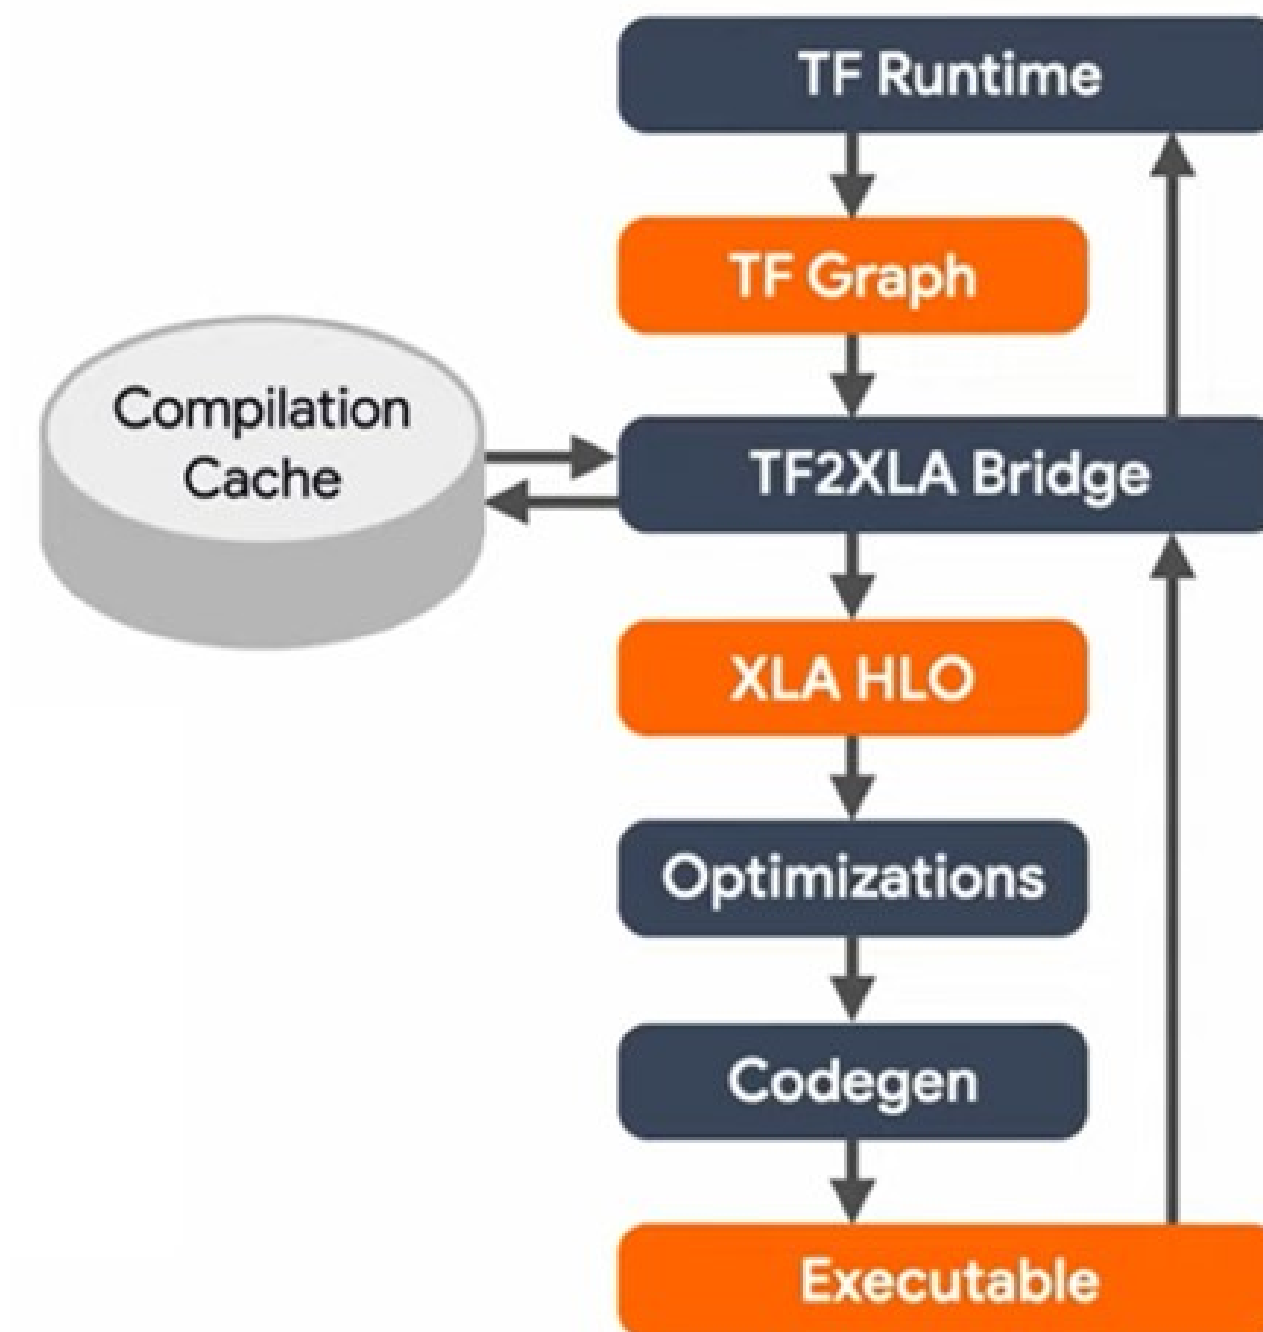 TF Runtime
TF Graph
Compilation
Cache
TF2XLA Bridge
XLA HLO
Optimizations
Codegen
Executable